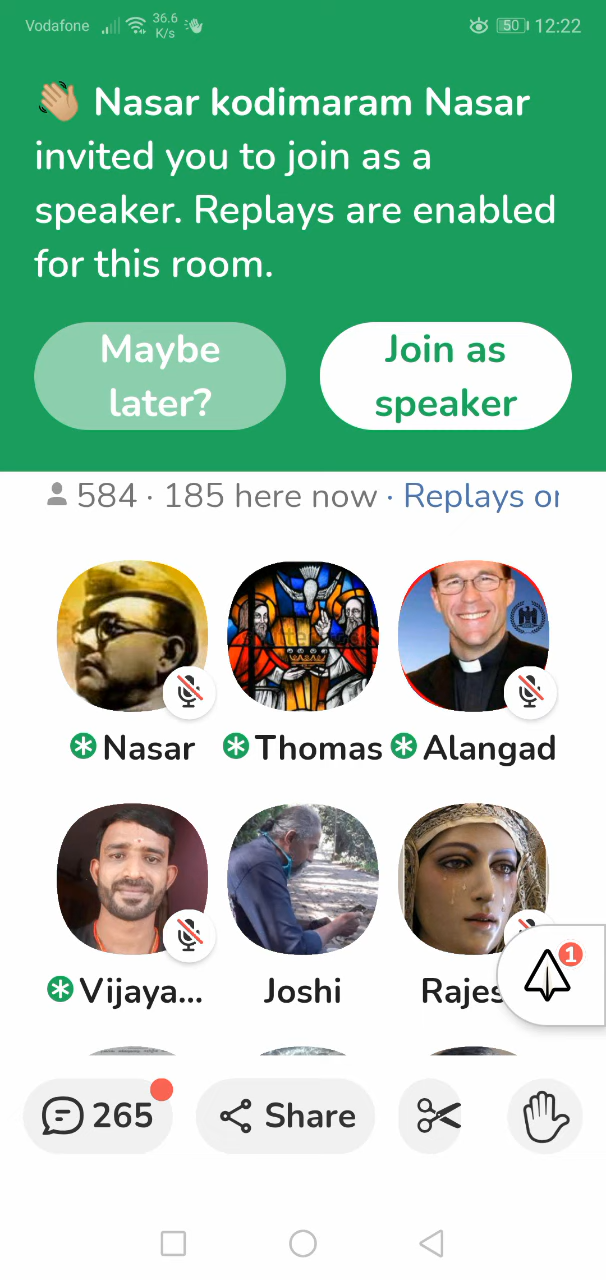 Vodafone 36.6 K/s 50 12:22
Nasar kodimaram Nasar
invited you to join as a
speaker. Replays are enabled
for this room.
Maybe later?
Join as speaker
584 · 185 here now · Replays or
Nasar Thomas Alangad
Vijaya... Joshi Rajes
1
265 Share